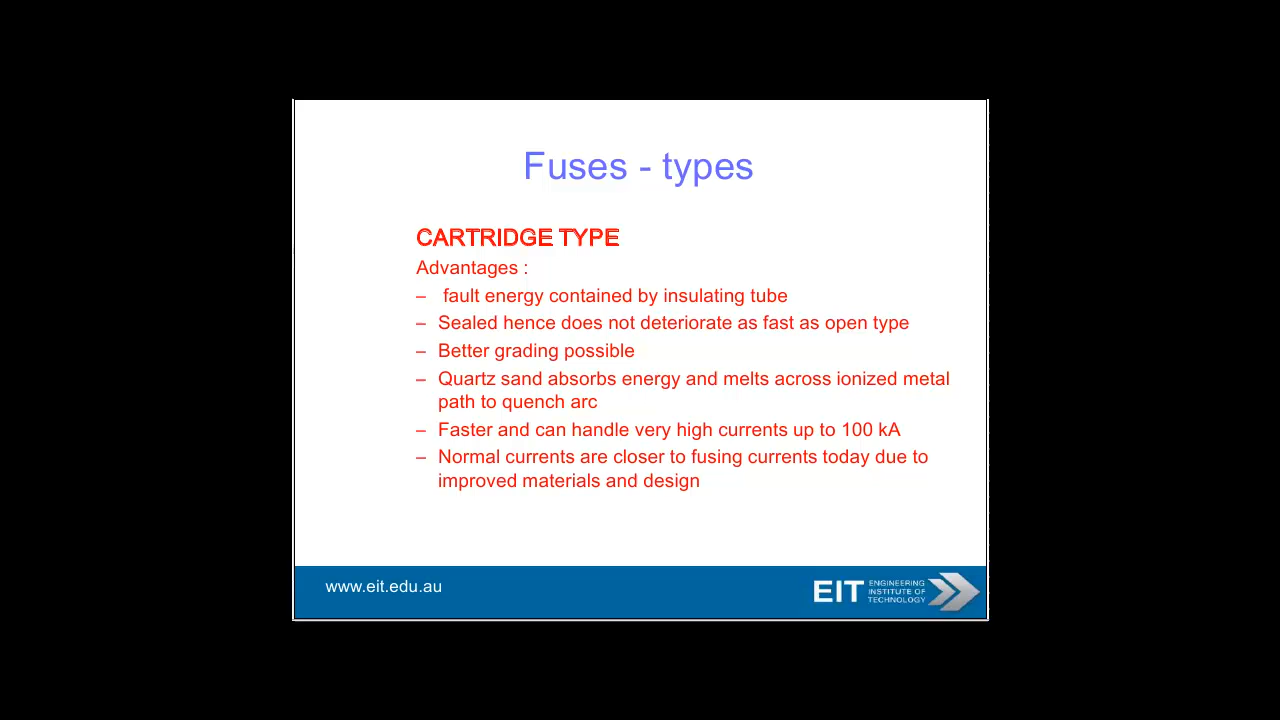 Fuses - types
CARTRIDGE TYPE
Advantages :
– fault energy contained by insulating tube
– Sealed hence does not deteriorate as fast as open type
– Better grading possible
– Quartz sand absorbs energy and melts across ionized metal
path to quench arc
– Faster and can handle very high currents up to 100 kA
– Normal currents are closer to fusing currents today due to
improved materials and design
www.eit.edu.au
EIT
ENGINEERING
INSTITUTE OF
TECHNOLOGY